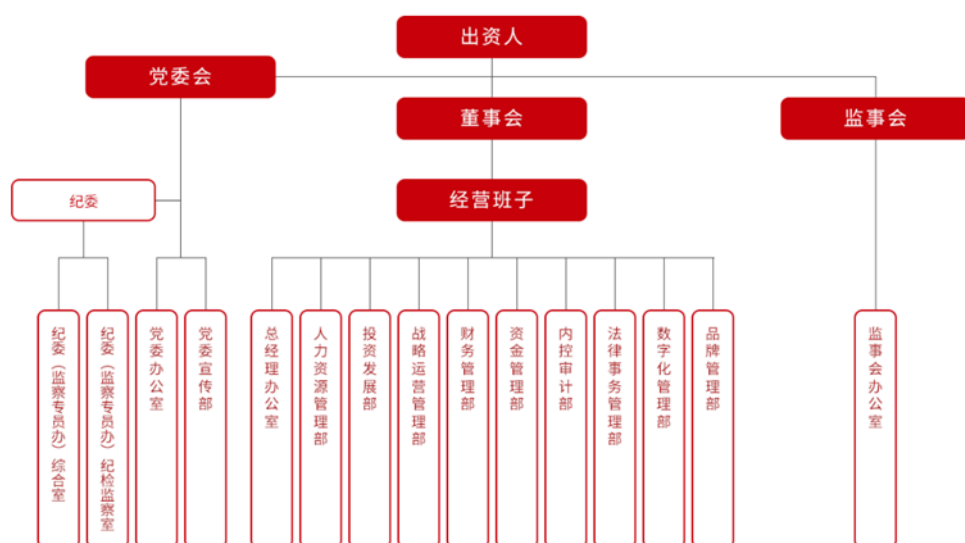 出资人
党委会
董事会
监事会
纪委
经营班子
纪委（监察专员办）综合室
纪委（监察专员办）纪检监察室
党委办公室
党委宣传部
总经理办公室
人力资源管理部
投资发展部
战略运营管理部
财务管理部
资金管理部
内控审计部
法律事务管理部
数字化管理部
品牌管理部
监事会办公室